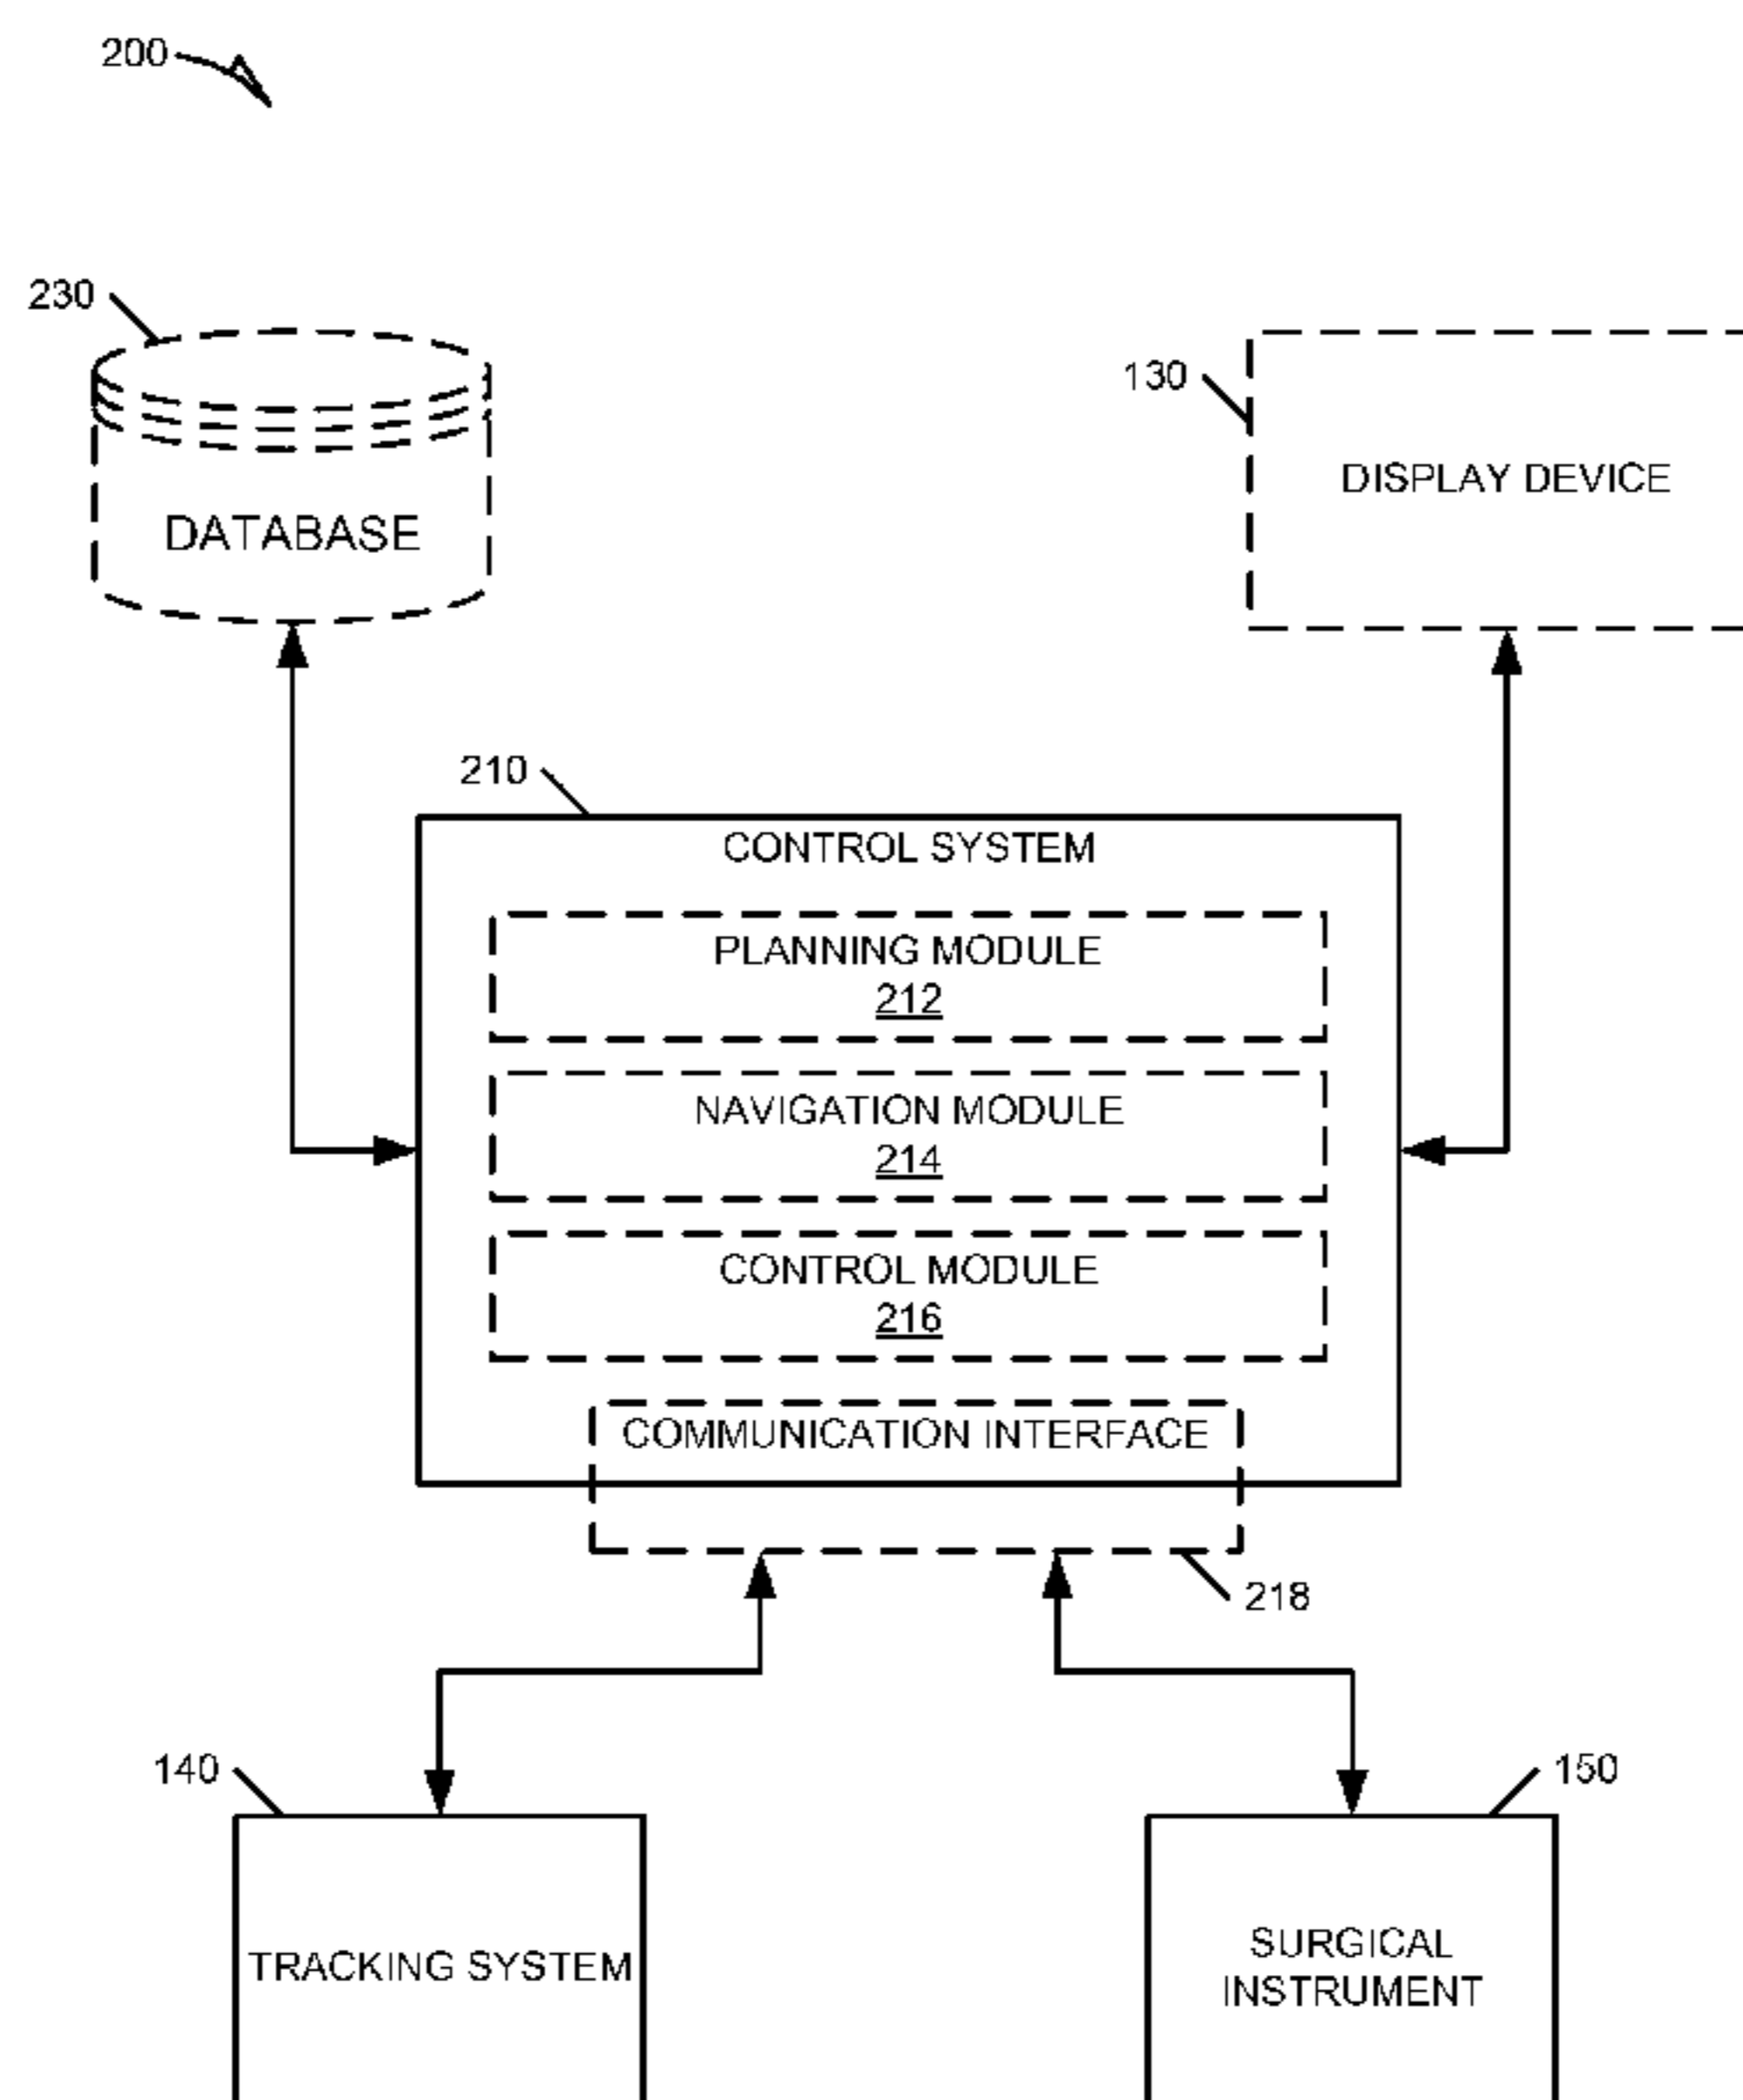 200
230
130
DISPLAY DEVICE
DATABASE
210
CONTROL SYSTEM
PLANNING MODULE
212
NAVIGATION MODULE
214
CONTROL MODULE
216
COMMUNICATION INTERFACE
218
140
150
TRACKING SYSTEM
SURGICAL
INSTRUMENT